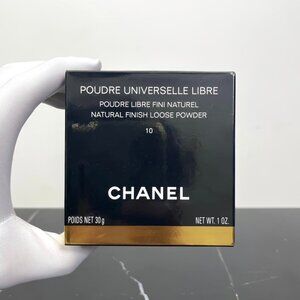 POUDRE UNIVERSELLE LIBRE
POUDRE LIBRE FINI NATUREL
NATURAL FINISH LOOSE POWDER
10
CHANEL
POIDS NET 30g NET WT. 1 OZ.